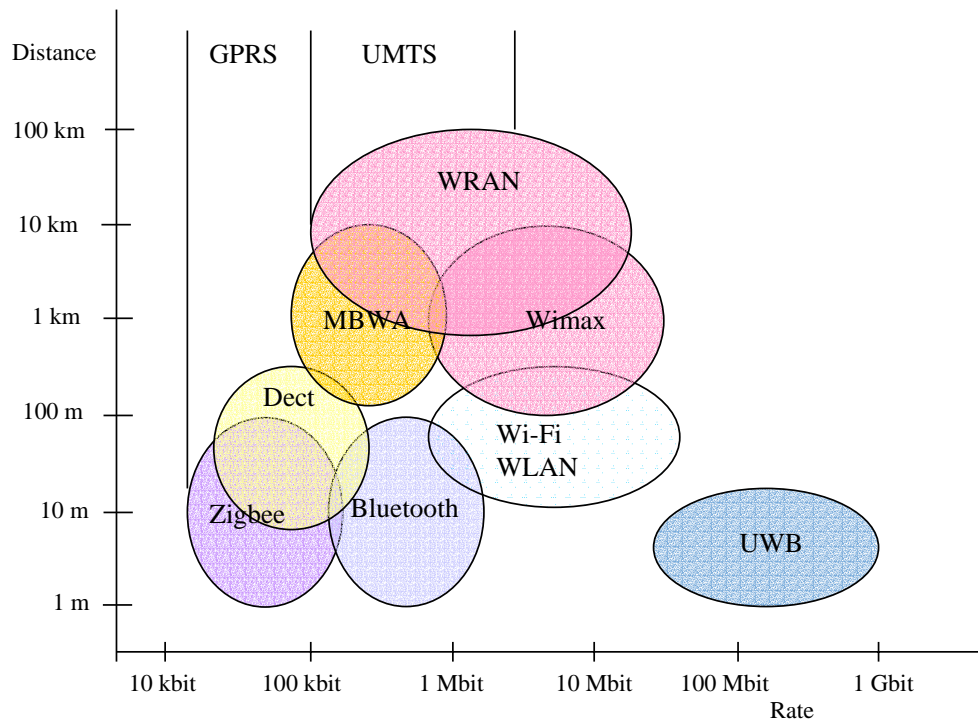 Distance
GPRS
UMTS
100 km
WRAN
10 km
1 km
MBWA
Wimax
Dect
100 m
Wi-Fi
WLAN
10 m
Zigbee
Bluetooth
UWB
1 m
10 kbit
100 kbit
1 Mbit
10 Mbit
100 Mbit
1 Gbit
Rate